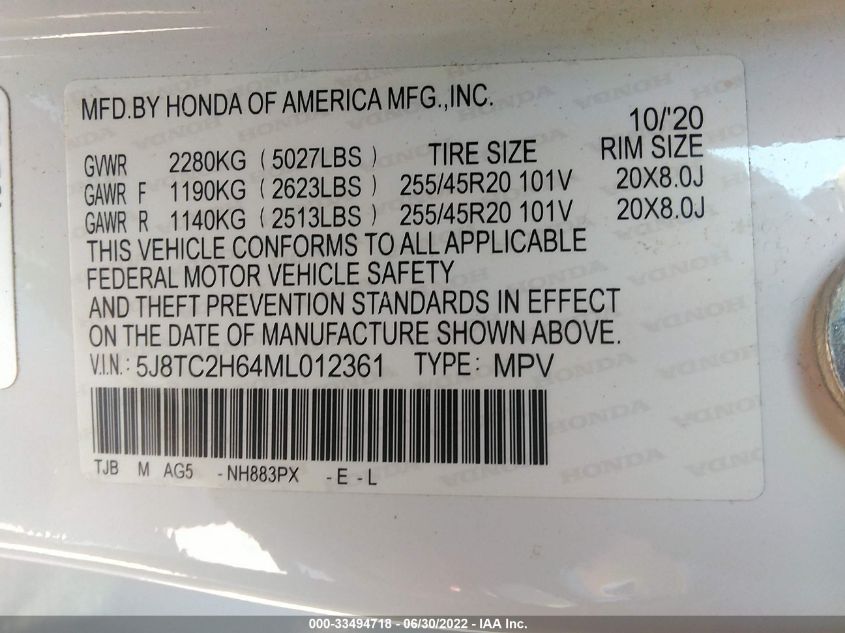 MFD.BY HONDA OF AMERICA MFG.,INC.
10/'20
GVWR 2280KG (5027LBS) TIRE SIZE RIM SIZE
GAWR F 1190KG (2623LBS) 255/45R20 101V 20X8.0J
GAWR R 1140KG (2513LBS) 255/45R20 101V 20X8.0J
THIS VEHICLE CONFORMS TO ALL APPLICABLE
FEDERAL MOTOR VEHICLE SAFETY
AND THEFT PREVENTION STANDARDS IN EFFECT
ON THE DATE OF MANUFACTURE SHOWN ABOVE.
V.I.N.: 5J8TC2H64ML012361 TYPE: MPV
TJB M AG5 -NH883PX -E-L
000-33494718 - 06/30/2022 - IAA Inc.